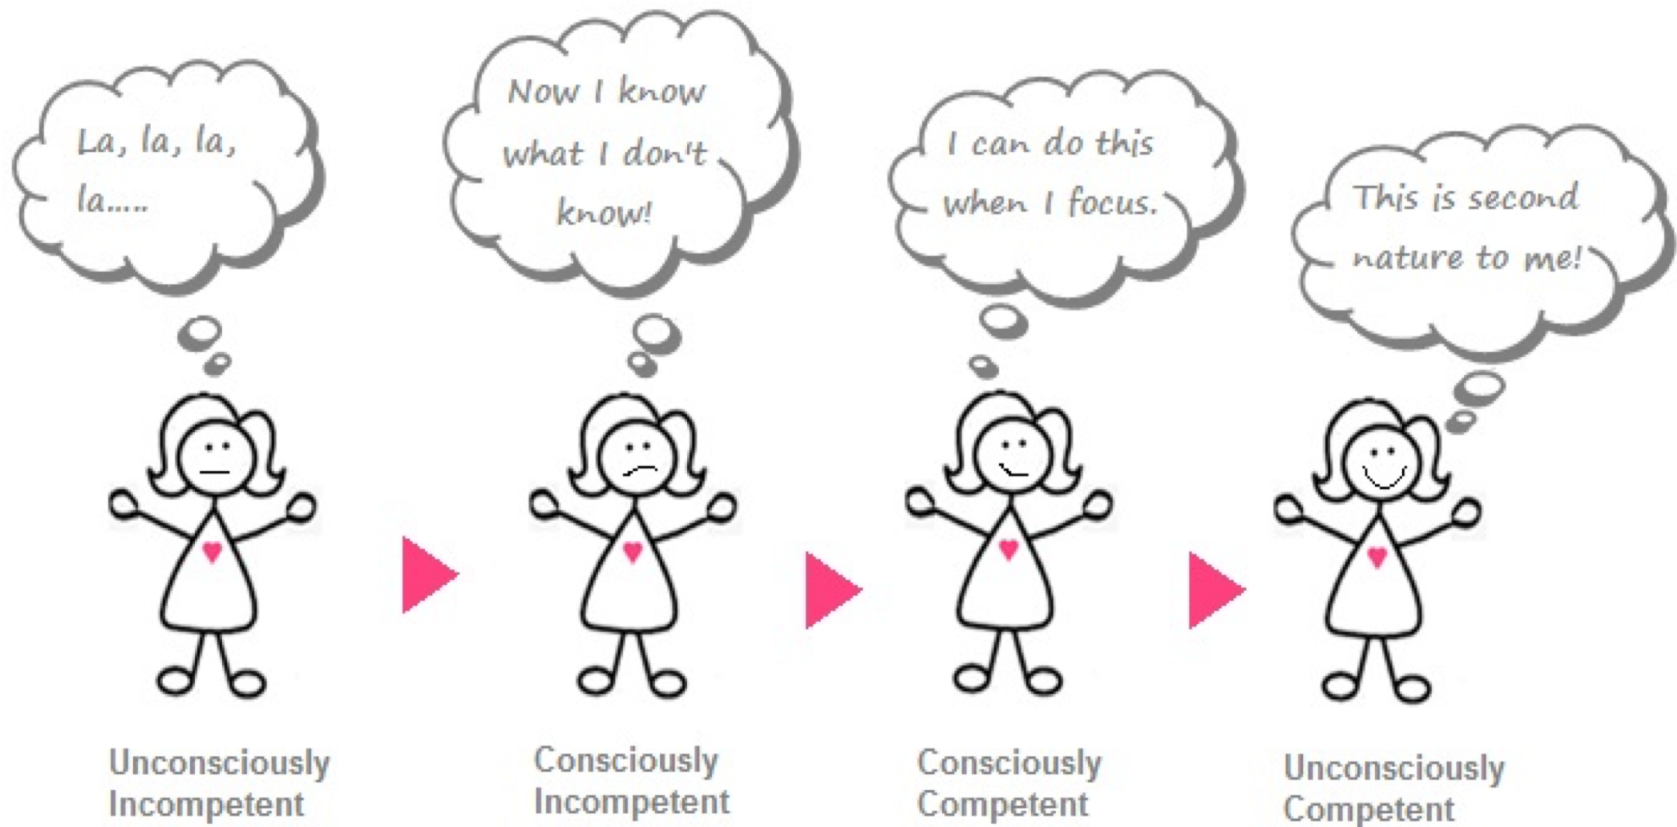 La, la, la,
la.....
Now I know
what I don't
know!
I can do this
when I focus.
This is second
nature to me!
Unconsciously
Incompetent
Consciously
Incompetent
Consciously
Competent
Unconsciously
Competent